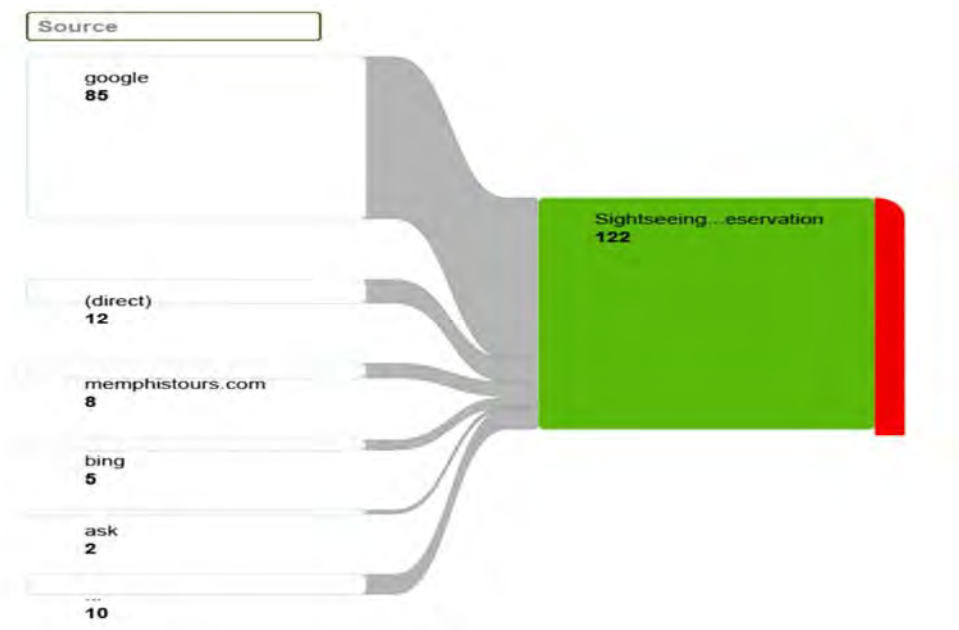 Source
google
85
(direct)
12
memphistours.com
8
bing
5
ask
2
...
10
Sightseeing...eservation
122